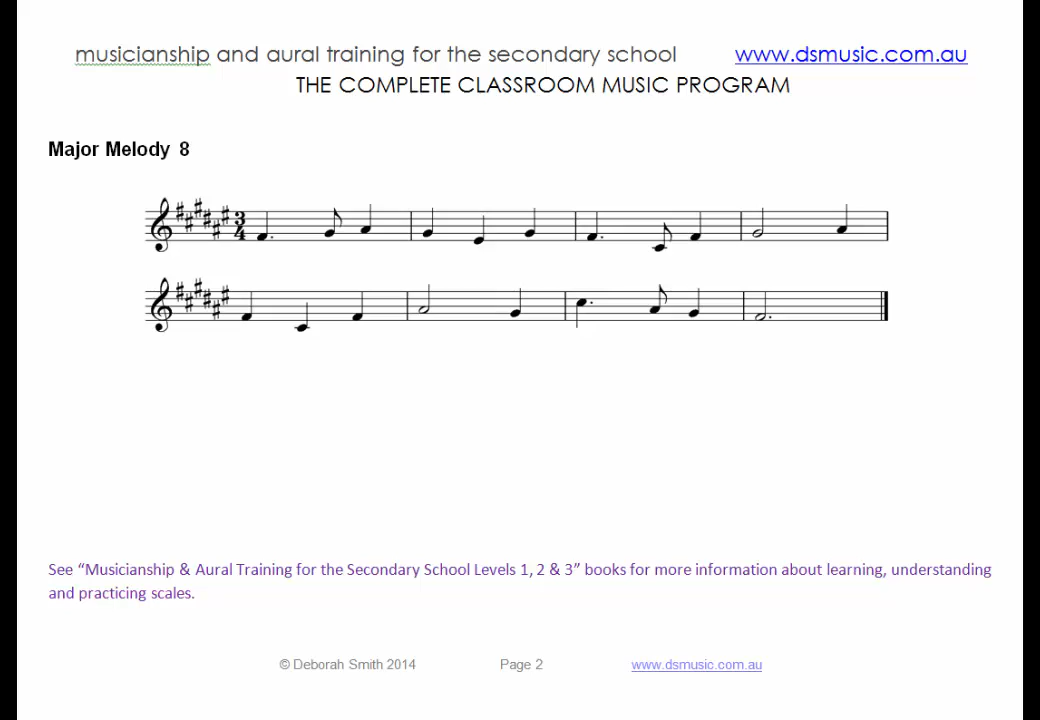 musicianship and aural training for the secondary school www.dsmusic.com.au
THE COMPLETE CLASSROOM MUSIC PROGRAM
Major Melody 8
3
4
See “Musicianship & Aural Training for the Secondary School Levels 1, 2 & 3” books for more information about learning, understanding
and practicing scales.
© Deborah Smith 2014 Page 2 www.dsmusic.com.au